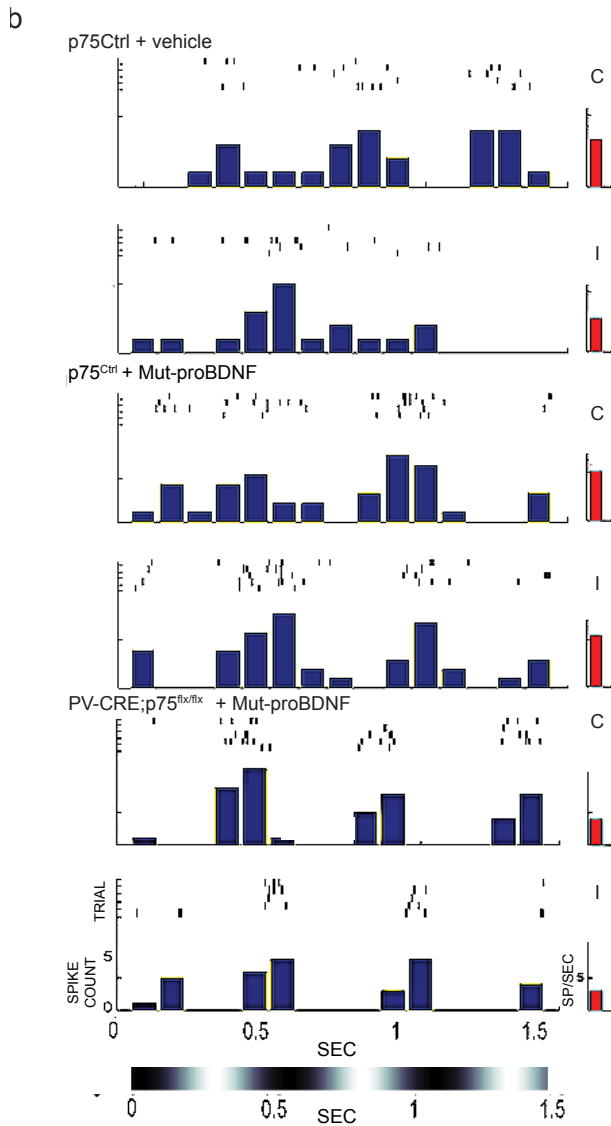 b
p75Ctrl + vehicle
C
I
p75Ctrl + Mut-proBDNF
C
I
PV-CRE;p75flx/flx + Mut-proBDNF
C
I
TRIAL
SPIKE COUNT
5
0
SP/SEC
5
0 0.5 1 1.5
SEC
0 0.5 1 1.5
SEC